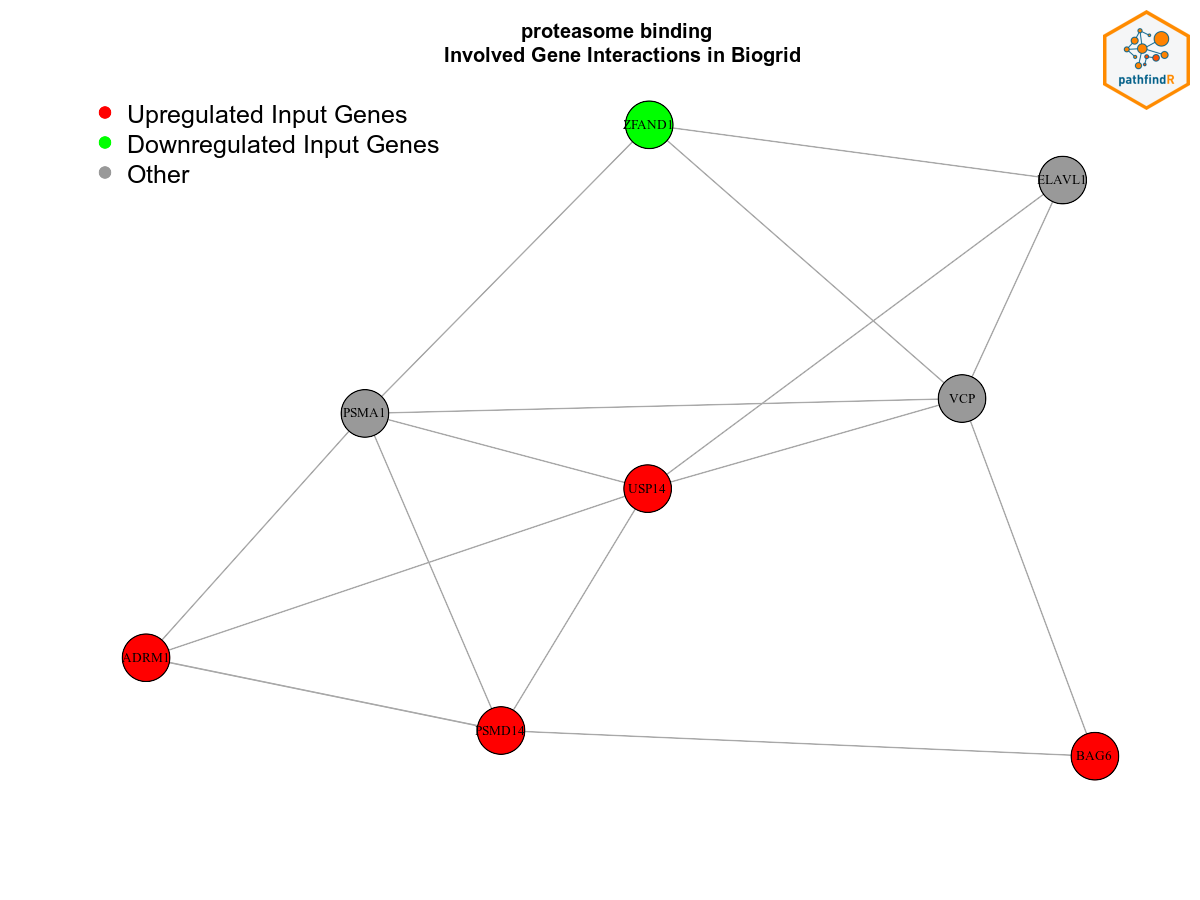 proteasome binding
Involved Gene Interactions in Biogrid
pathfindR
Upregulated Input Genes
Downregulated Input Genes
Other
ZFAND1
ELAVL1
PSMA1
VCP
USP14
ADRM1
PSMD14
BAG6